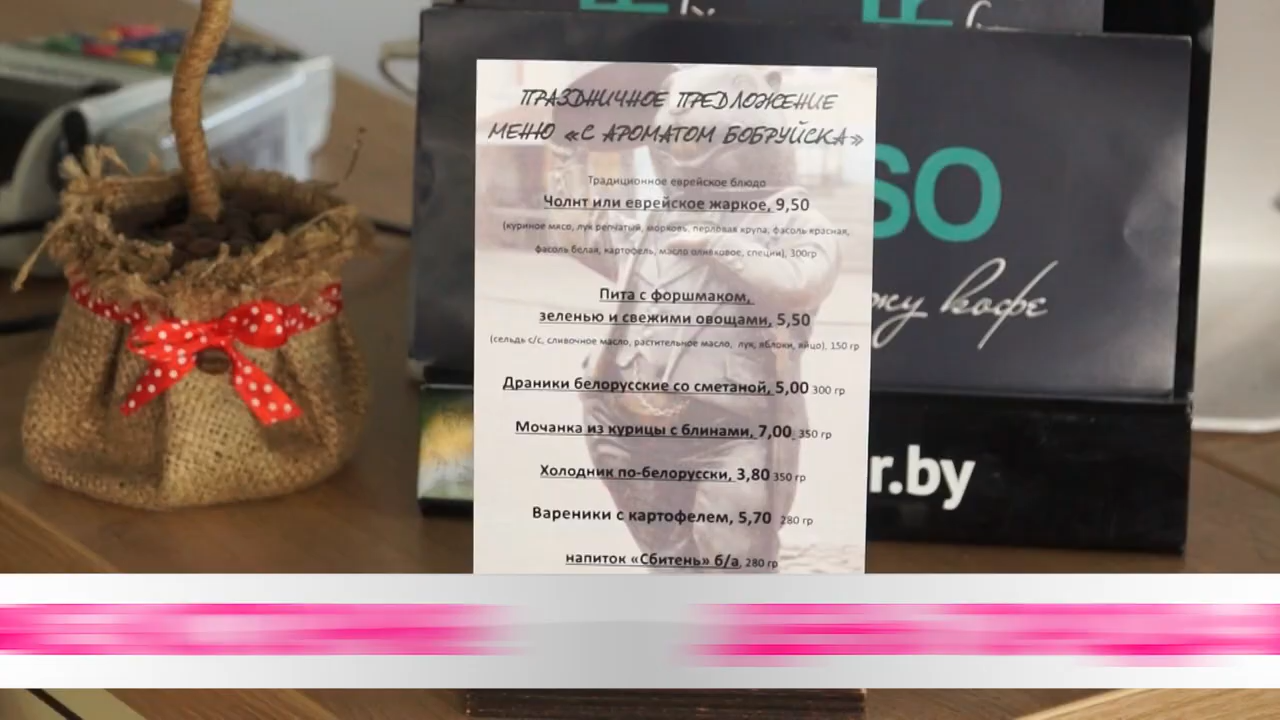 ПРАЗДНИЧНОЕ ПРЕДЛОЖЕНИЕ
МЕНЮ «С АРОМАТОМ БОБРУЙСКА»
Традиционное еврейское блюдо
Чолнт или еврейское жаркое, 9,50
(куриное мясо, лук репчатый, морковь, перловая крупа, фасоль красная,
фасоль белая, картофель, масло оливковое, специи), 300гр
Пита с форшмаком,
зеленью и свежими овощами, 5,50
(сельдь с/с, сливочное масло, растительное масло, лук, яблоки, яйцо), 150 гр
Драники белорусские со сметаной, 5,00 300 гр
Мочанка из курицы с блинами, 7,00 350 гр
Холодник по-белорусски, 3,80 350 гр
Вареники с картофелем, 5,70 280 гр
напиток «Сбитень» б/а, 280 гр
SO
кофе
r.by